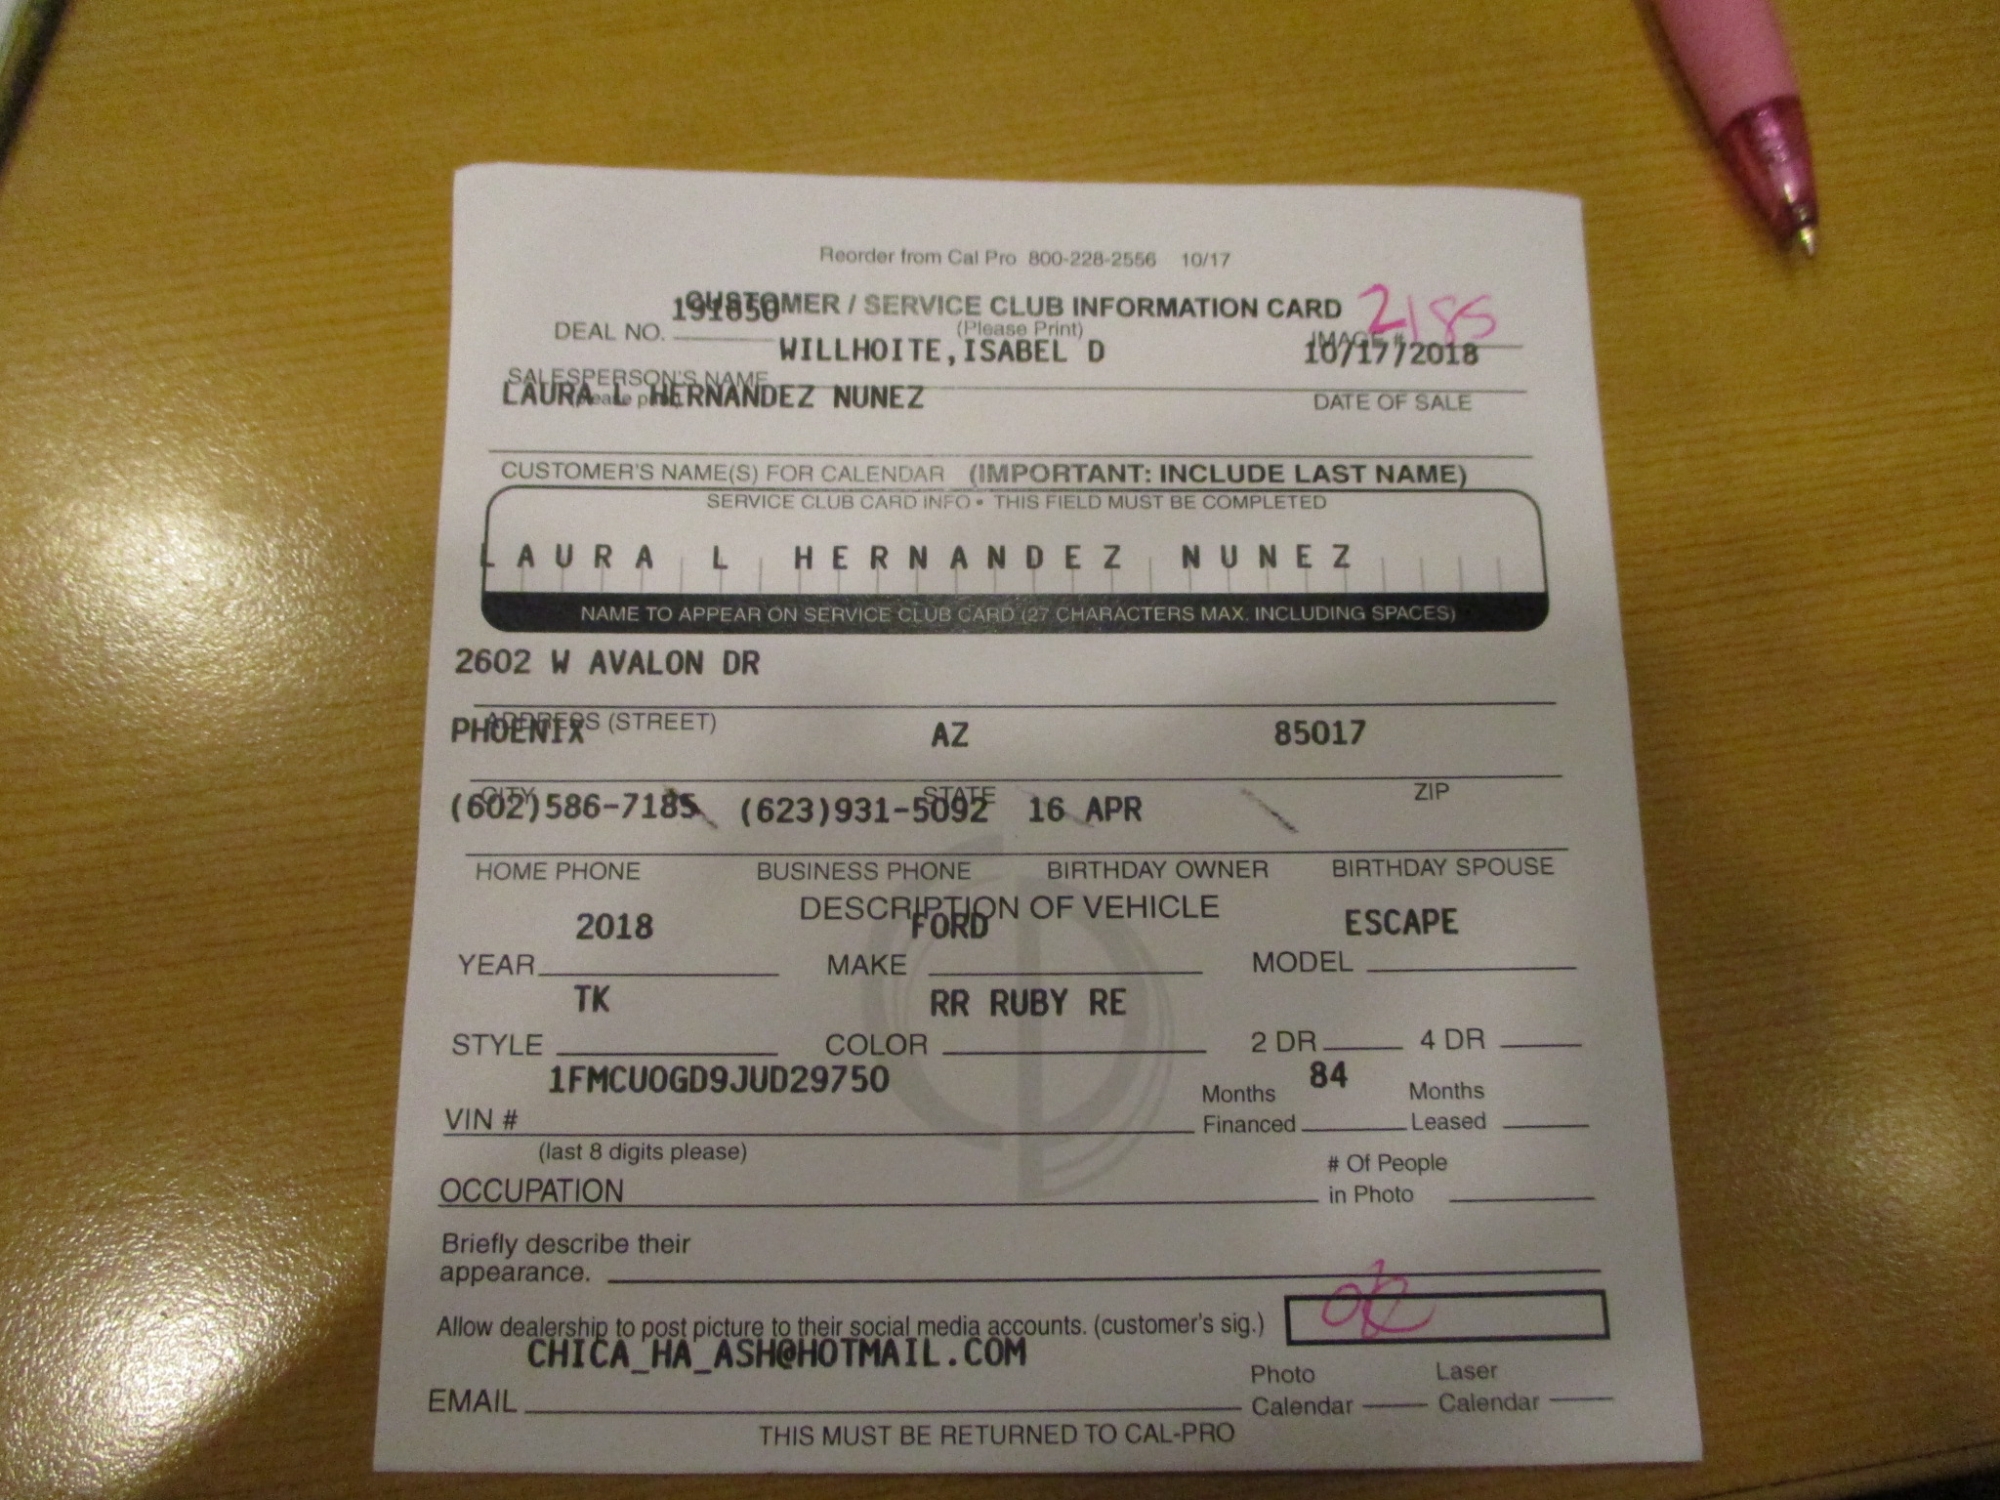 Reorder from Cal Pro 800-228-2556 10/17
CUSTOMER / SERVICE CLUB INFORMATION CARD
(Please Print)
DEAL NO. 191650
IMAGE # 2185
WILLHOITE,ISABEL D 10/17/2018
SALESPERSON'S NAME DATE OF SALE
(please print)
LAURA L HERNANDEZ NUNEZ
CUSTOMER'S NAME(S) FOR CALENDAR (IMPORTANT: INCLUDE LAST NAME)
SERVICE CLUB CARD INFO • THIS FIELD MUST BE COMPLETED
LAURA L HERNANDEZ NUNEZ
NAME TO APPEAR ON SERVICE CLUB CARD (27 CHARACTERS MAX. INCLUDING SPACES)
2602 W AVALON DR
ADDRESS (STREET)
PHOENIX AZ 85017
CITY STATE ZIP
(602)586-7185 (623)931-5092 16 APR
HOME PHONE BUSINESS PHONE BIRTHDAY OWNER BIRTHDAY SPOUSE
DESCRIPTION OF VEHICLE
2018 FORD ESCAPE
YEAR MAKE MODEL
TK RR RUBY RE
STYLE COLOR 2 DR 4 DR
1FMCU0GD9JUD29750 84
VIN # Months Financed Months Leased
(last 8 digits please)
OCCUPATION # Of People in Photo
Briefly describe their
appearance.
Allow dealership to post picture to their social media accounts. (customer's sig.) ok
CHICA_HA_ASH@HOTMAIL.COM
EMAIL Photo Calendar Laser Calendar
THIS MUST BE RETURNED TO CAL-PRO